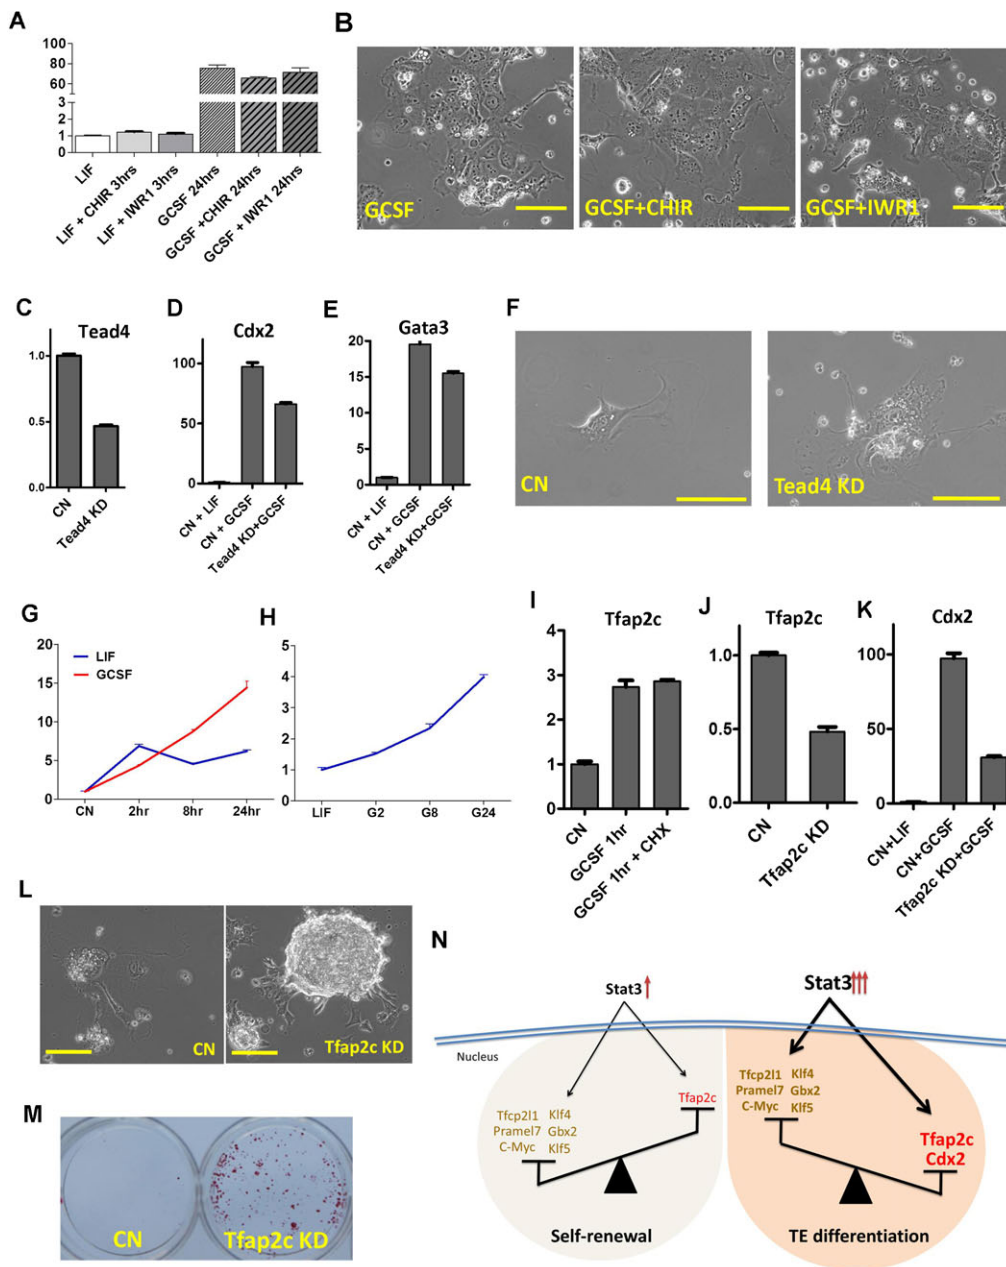 A
100
80
60
3
2
1
0
LIF
LIF + CHIR 3hrs
LIF + IWR1 3hrs
GCSF 24hrs
GCSF +CHIR 24hrs
GCSF + IWR1 24hrs
B
GCSF
GCSF+CHIR
GCSF+IWR1
C
Tead4
1.0
0.5
0.0
CN
Tead4 KD
D
Cdx2
100
50
0
CN + LIF
CN + GCSF
Tead4 KD+GCSF
E
Gata3
20
15
10
5
0
CN + LIF
CN + GCSF
Tead4 KD+GCSF
F
CN
Tead4 KD
G
20
15
10
5
0
LIF
GCSF
CN
2hr
8hr
24hr
H
5
4
3
2
1
0
LIF
G2
G8
G24
I
Tfap2c
4
3
2
1
0
CN
GCSF 1hr
GCSF 1hr + CHX
J
Tfap2c
1.0
0.5
0.0
CN
Tfap2c KD
K
Cdx2
100
50
0
CN+LIF
CN+GCSF
Tfap2c KD+GCSF
L
CN
Tfap2c KD
M
CN
Tfap2c KD
N
Stat3
Stat3
Nucleus
Tfcp2l1 Klf4
Pramel7 Gbx2
C-Myc Klf5
Tfap2c
Self-renewal
Tfcp2l1 Klf4
Pramel7 Gbx2
C-Myc Klf5
Tfap2c
Cdx2
TE differentiation